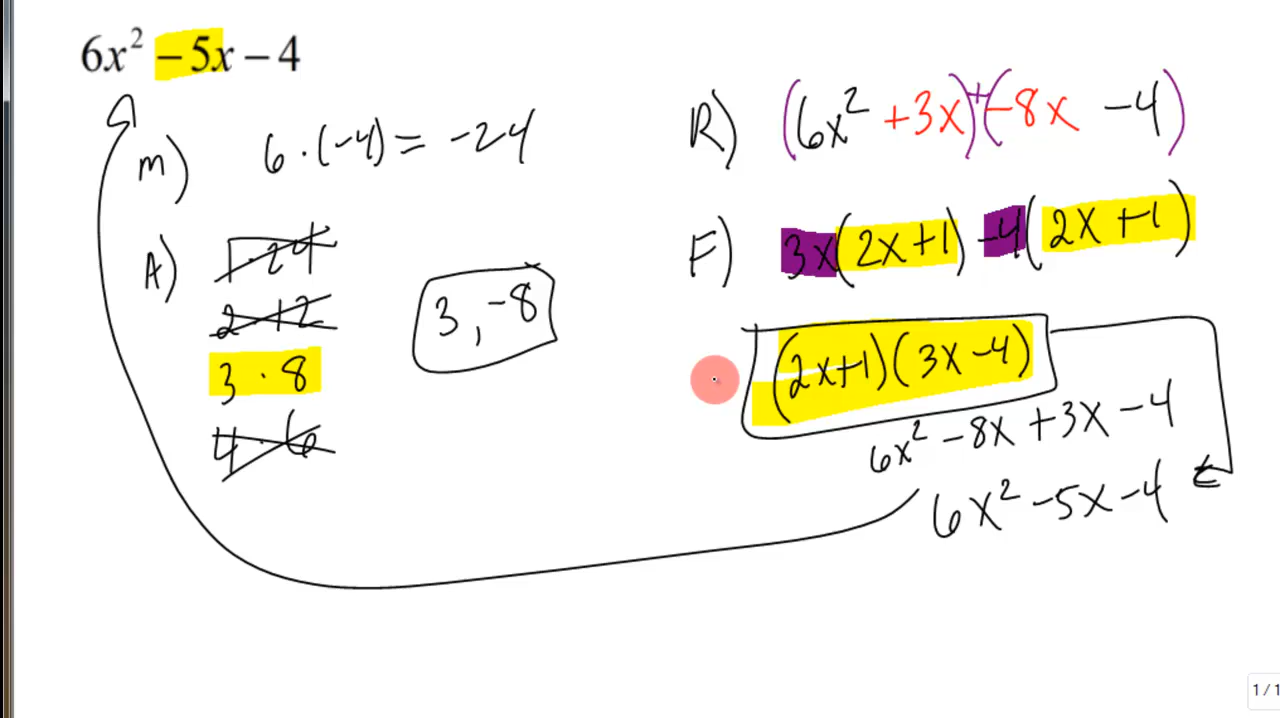 6x² − 5x − 4
M) 6 · (−4) = −24
A) 1 · 24
2 · 12
3 · 8
4 · 6
3, −8
R) (6x² +3x) + (−8x −4)
F) 3x(2x+1) −4(2x+1)
(2x+1)(3x−4)
6x² −8x +3x −4
6x² −5x −4
1 / 1